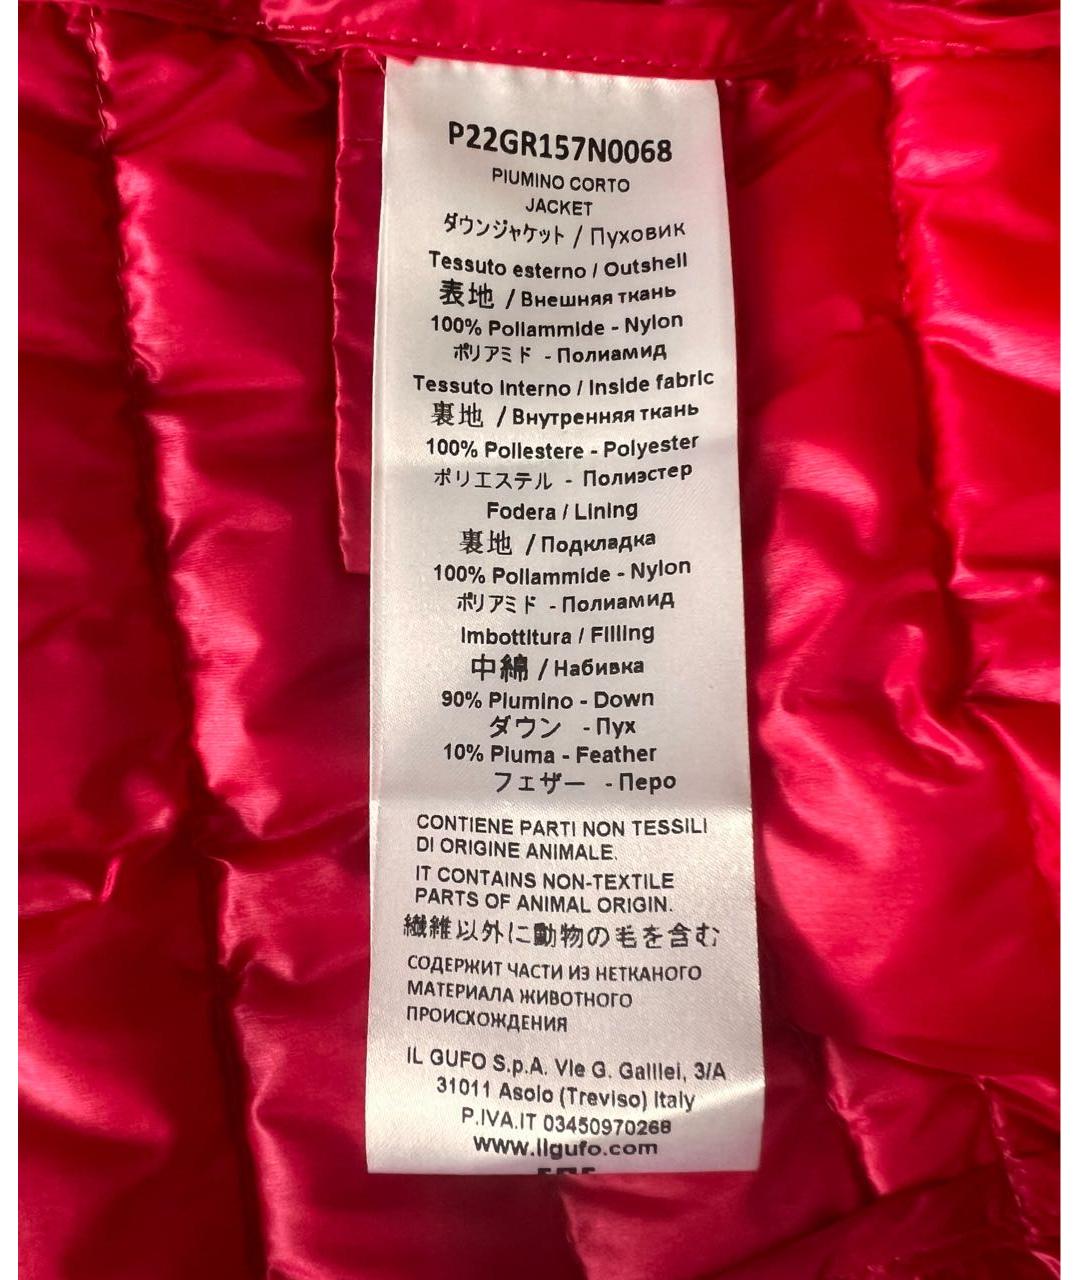 P22GR157N0068
PIUMINO CORTO
JACKET
ダウンジャケット / Пуховик
Tessuto esterno / Outshell
表地 / Внешняя ткань
100% Poliammide - Nylon
ポリアミド - Полиамид
Tessuto interno / Inside fabric
裏地 / Внутренняя ткань
100% Poliestere - Polyester
ポリエステル - Полиэстер
Fodera / Lining
裏地 / Подкладка
100% Poliammide - Nylon
ポリアミド - Полиамид
Imbottitura / Filling
中綿 / Набивка
90% Piumino - Down
ダウン - Пух
10% Piuma - Feather
フェザー - Перо
CONTIENE PARTI NON TESSILI
DI ORIGINE ANIMALE.
IT CONTAINS NON-TEXTILE
PARTS OF ANIMAL ORIGIN.
繊維以外に動物の毛を含む
СОДЕРЖИТ ЧАСТИ ИЗ НЕТКАНОГО
МАТЕРИАЛА ЖИВОТНОГО
ПРОИСХОЖДЕНИЯ
IL GUFO S.p.A. Vle G. Galilei, 3/A
31011 Asolo (Treviso) Italy
P.IVA.IT 03450970268
www.ilgufo.com